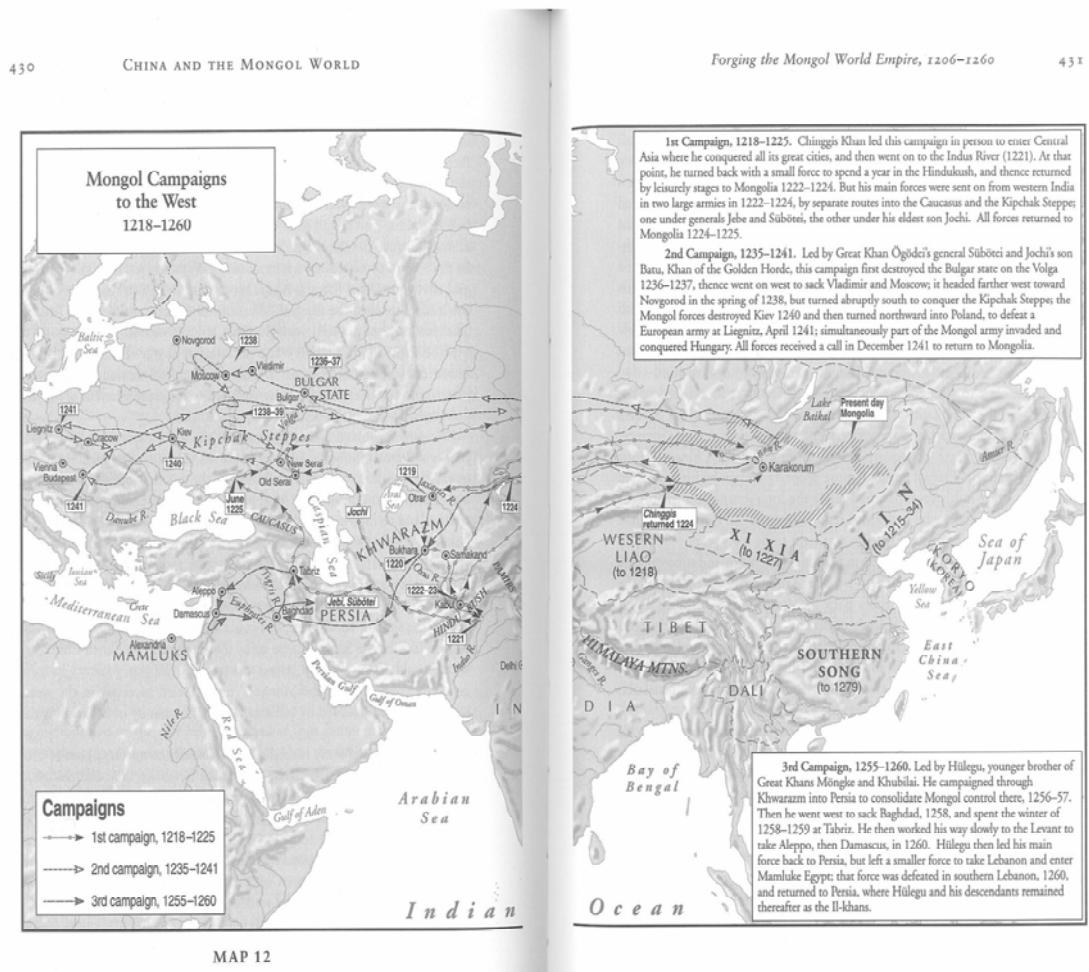 430
CHINA AND THE MONGOL WORLD
Forging the Mongol World Empire, 1206–1260
431
Mongol Campaigns
to the West
1218–1260
1st Campaign, 1218–1225. Chinggis Khan led this campaign in person to enter Central
Asia where he conquered all its great cities, and then went on to the Indus River (1221). At that
point, he turned back with a small force to spend a year in the Hindukush, and thence returned
by leisurely stages to Mongolia 1222–1224. But his main forces were sent on from western India
in two large armies in 1222–1224, by separate routes into the Caucasus and the Kipchak Steppe;
one under generals Jebe and Sübötei, the other under his eldest son Jochi. All forces returned to
Mongolia 1224–1225.
2nd Campaign, 1235–1241. Led by Great Khan Ögödei's general Sübötei and Jochi's son
Batu, Khan of the Golden Horde, this campaign first destroyed the Bulgar state on the Volga
1236–1237, thence went on west to sack Vladimir and Moscow; it headed farther west toward
Novgorod in the spring of 1238, but turned abruptly south to conquer the Kipchak Steppe; the
Mongol forces destroyed Kiev 1240 and then turned northward into Poland, to defeat a
European army at Liegnitz, April 1241; simultaneously part of the Mongol army invaded and
conquered Hungary. All forces received a call in December 1241 to return to Mongolia.
Baltic
Sea
Novgorod
1238
Moscow
Vladimir
1236–37
BULGAR
STATE
Bulgar
1241
Liegnitz
Cracow
Kiev
1238–39
Volga R.
Kipchak Steppes
Vienna
Budapest
1240
1241
New Serai
Old Serai
June
1225
Danube R.
Black Sea
CAUCASUS
Caspian Sea
Jochi
1219
Aral
Sea
Otrar
Jaxartes R.
1224
KHWARAZM
Bukhara
1220
Samakand
Oxus R.
PAMIRS
1222–23
Kabul
HINDU KUSH
1221
Indus R.
Sicily
Ionian
Sea
Crete
Mediterranean Sea
Aleppo
Damascus
Tabriz
Tigris R.
Euphrates R.
Baghdad
Jebi, Sübötei
PERSIA
Alexandria
MAMLUKS
Persian Gulf
Gulf of Oman
Delhi
Nile R.
Red Sea
Gulf of Aden
Arabian
Sea
IN
DIA
Lake
Baikal
Present day
Mongolia
Onon R.
Karakorum
Amur R.
Chinggis
returned 1224
WESERN
LIAO
(to 1218)
XI XIA
(to 1227)
JIN
(to 1215–34)
KORYO
(KOREA)
Sea of
Japan
Yellow
Sea
TIBET
HIMALAYA MTNS.
Ganges R.
SOUTHERN
SONG
(to 1279)
East
China
Sea
DALI
Bay of
Bengal
Indian
Ocean
Campaigns
1st campaign, 1218–1225
2nd campaign, 1235–1241
3rd campaign, 1255–1260
3rd Campaign, 1255–1260. Led by Hülegu, younger brother of
Great Khans Möngke and Khubilai. He campaigned through
Khwarazm into Persia to consolidate Mongol control there, 1256–57.
Then he went west to sack Baghdad, 1258, and spent the winter of
1258–1259 at Tabriz. He then worked his way slowly to the Levant to
take Aleppo, then Damascus, in 1260. Hülegu then led his main
force back to Persia, but left a smaller force to take Lebanon and enter
Mamluke Egypt; that force was defeated in southern Lebanon, 1260,
and returned to Persia, where Hülegu and his descendants remained
thereafter as the Il-khans.
MAP 12